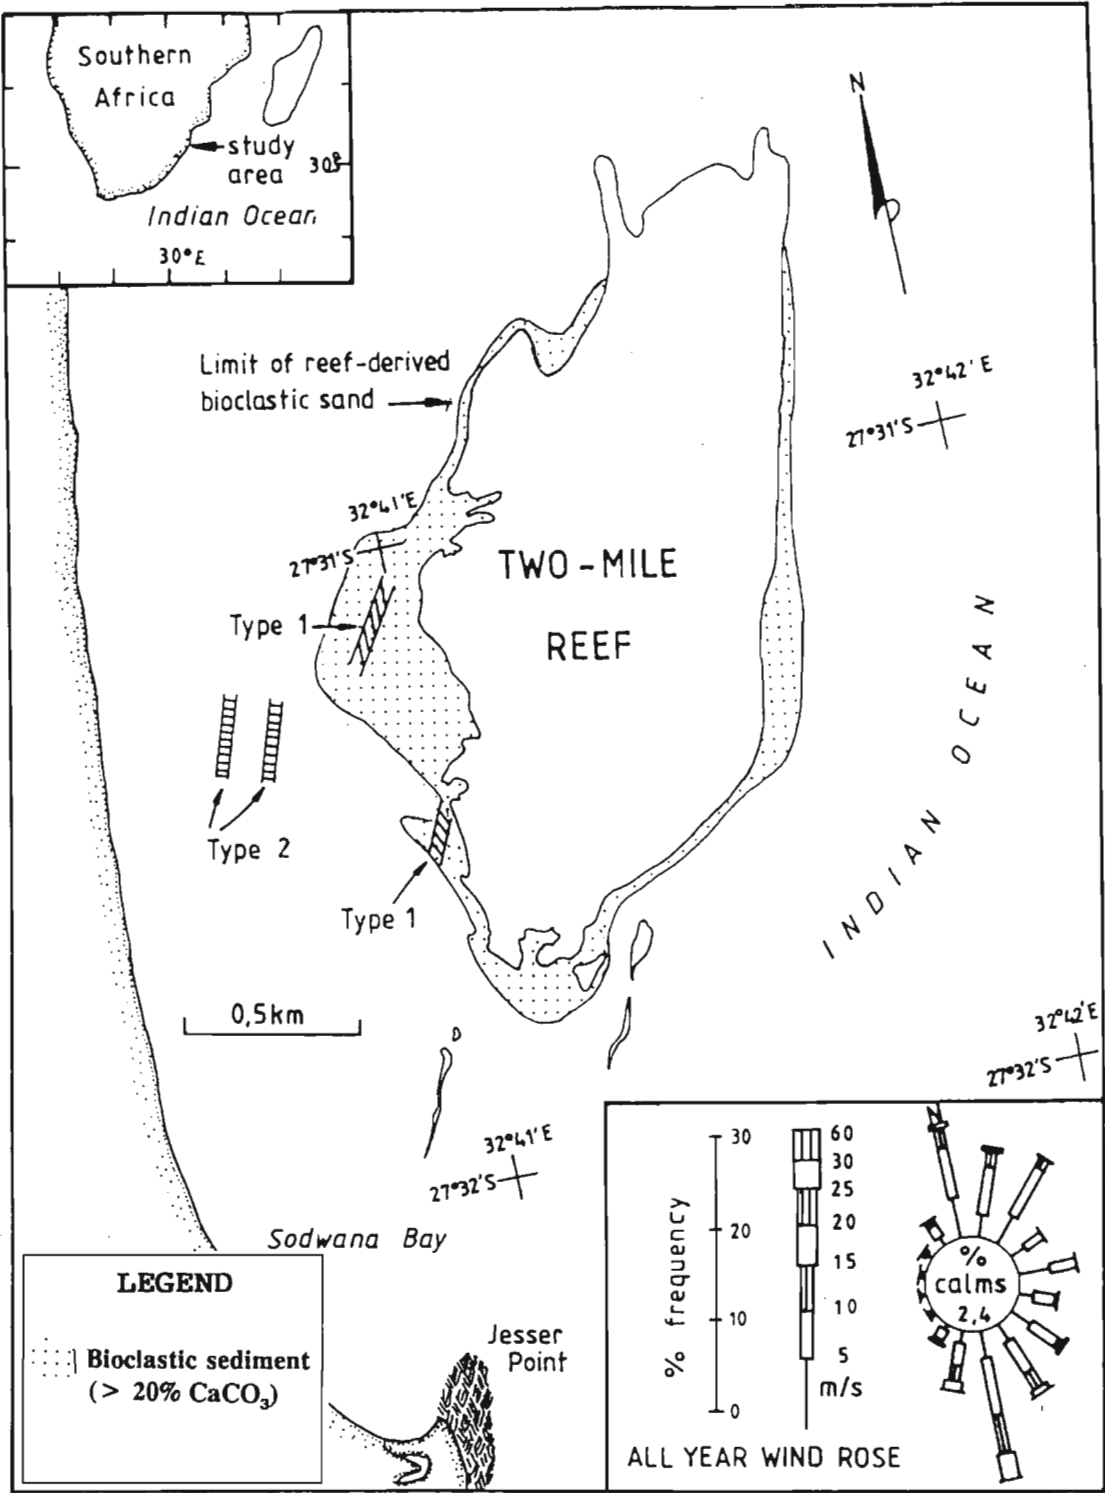 Southern
Africa
study
area
30°S
Indian Ocean
30°E
N
Limit of reef-derived
bioclastic sand
32°42'E
27°31'S
32°41'E
27°31'S
TWO-MILE
REEF
Type 1
Type 2
Type 1
INDIAN OCEAN
0,5km
32°42'E
27°32'S
32°41'E
27°32'S
Sodwana Bay
Jesser
Point
LEGEND
Bioclastic sediment
(> 20% CaCO₃)
% frequency
30
20
10
0
60
30
25
20
15
10
5
m/s
%
calms
2,4
ALL YEAR WIND ROSE